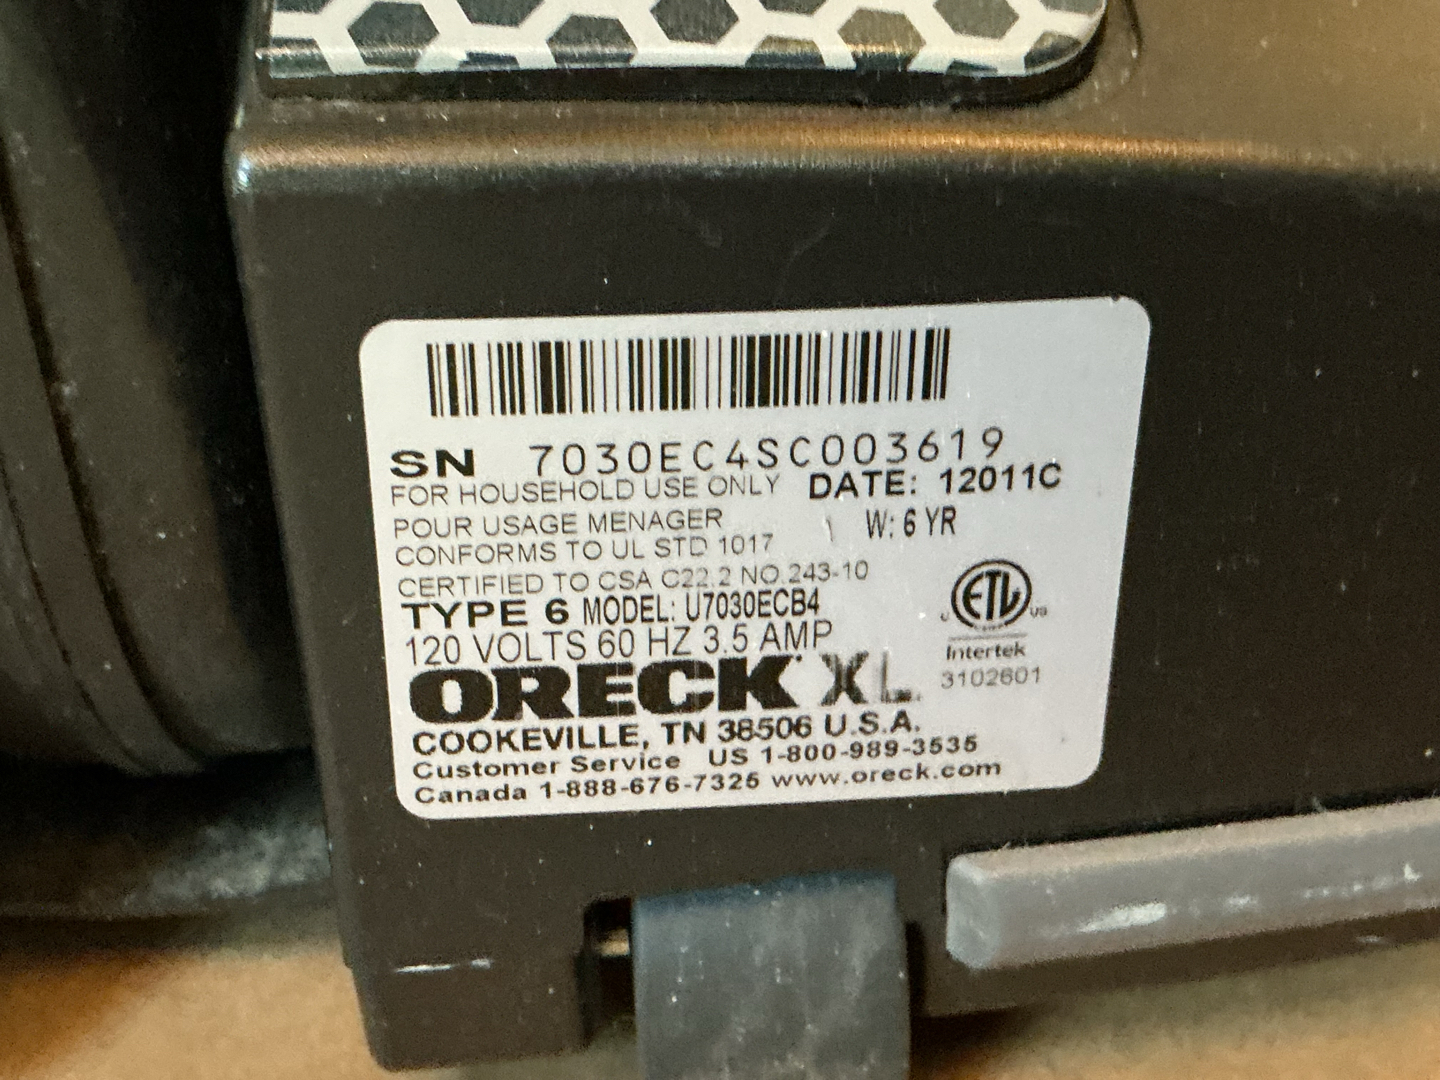 SN 7030EC4SC003619
FOR HOUSEHOLD USE ONLY DATE: 12011C
POUR USAGE MENAGER W: 6 YR
CONFORMS TO UL STD 1017
CERTIFIED TO CSA C22.2 NO.243-10
TYPE 6 MODEL: U7030ECB4
120 VOLTS 60 HZ 3.5 AMP
ETL
US
Intertek
3102601
ORECK XL
COOKEVILLE, TN 38506 U.S.A.
Customer Service US 1-800-989-3535
Canada 1-888-676-7325 www.oreck.com